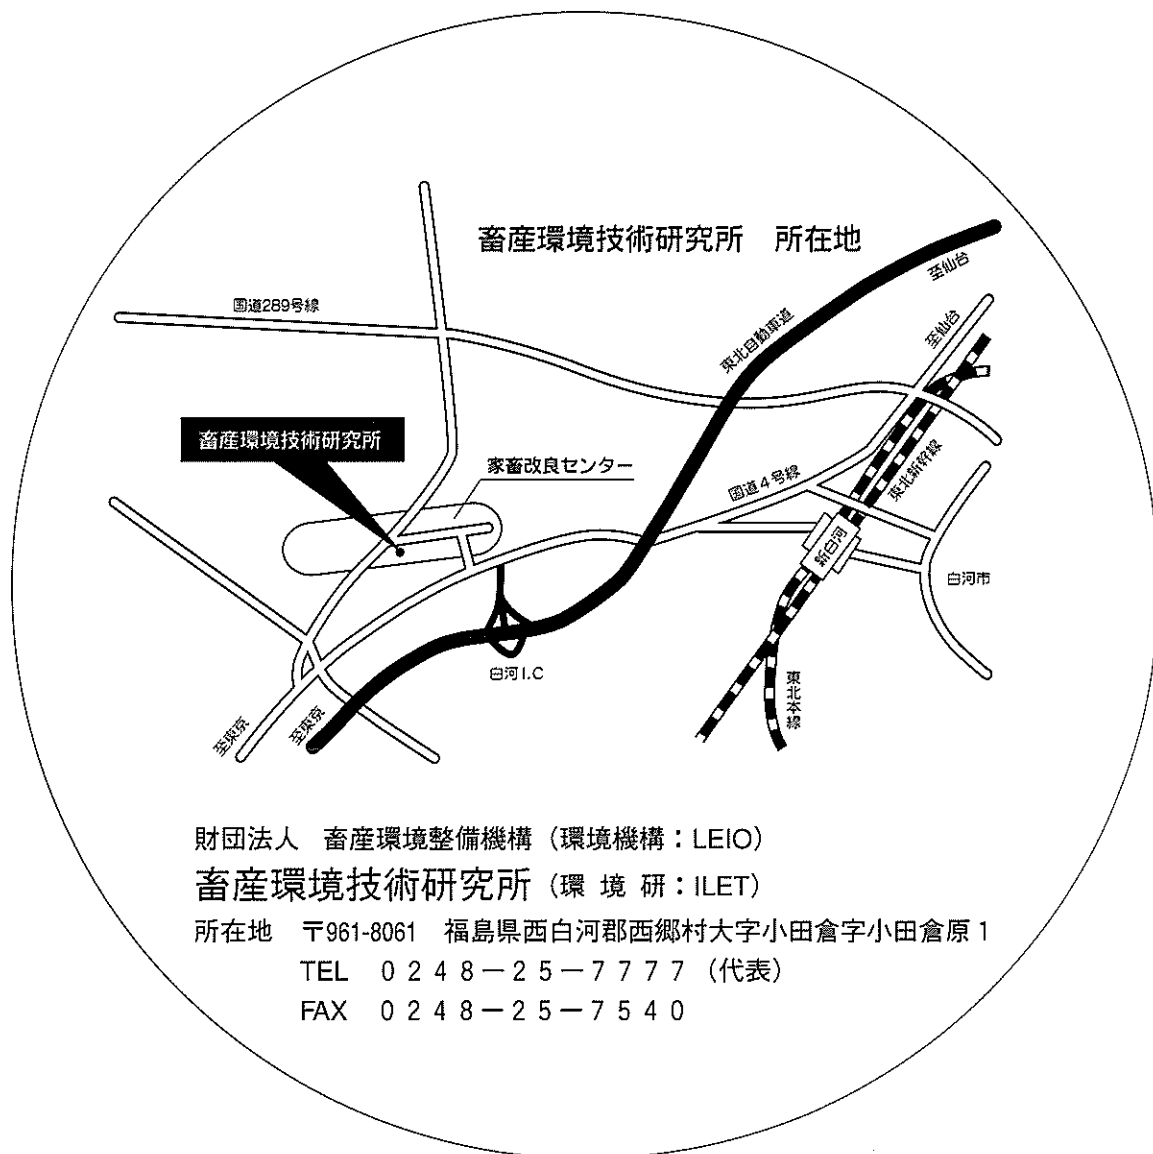 畜産環境技術研究所　所在地
至仙台
国道289号線
東北自動車道
至仙台
畜産環境技術研究所
家畜改良センター
国道4号線
東北新幹線
新白河
白河市
白河I.C
東北本線
至東京
至東京
財団法人　畜産環境整備機構（環境機構：LEIO）
畜産環境技術研究所（環 境 研：ILET）
所在地　〒961-8061　福島県西白河郡西郷村大字小田倉字小田倉原1
TEL　0248－25－7777（代表）
FAX　0248－25－7540